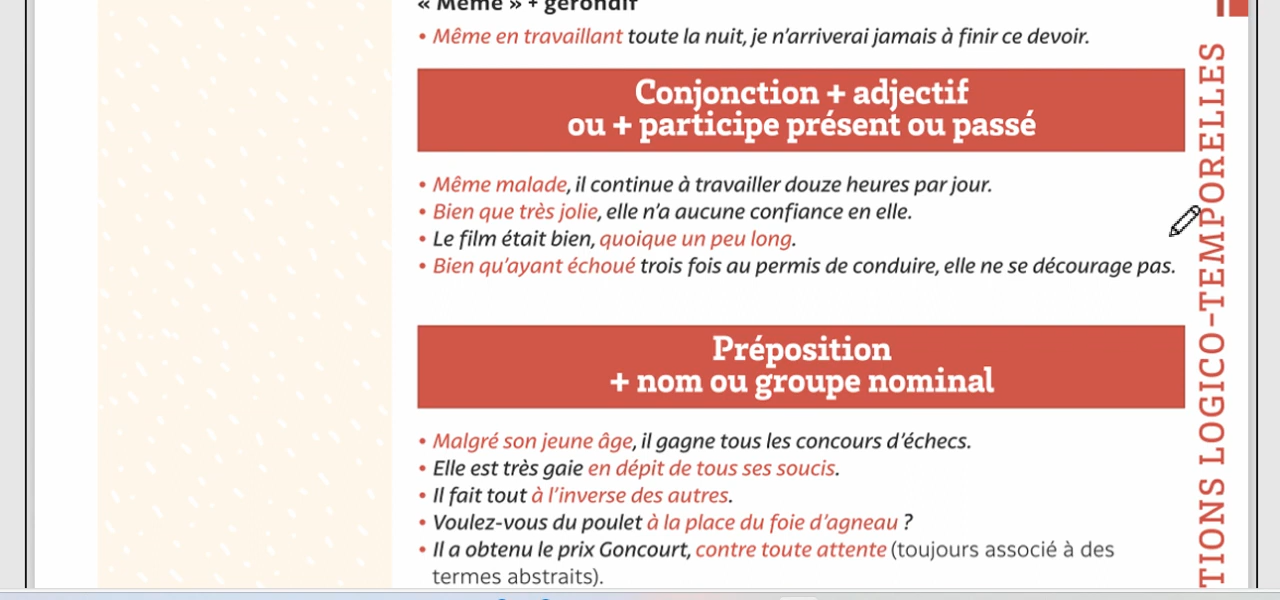 « Même » + gérondif
• Même en travaillant toute la nuit, je n’arriverai jamais à finir ce devoir.
Conjonction + adjectif
ou + participe présent ou passé
• Même malade, il continue à travailler douze heures par jour.
• Bien que très jolie, elle n’a aucune confiance en elle.
• Le film était bien, quoique un peu long.
• Bien qu’ayant échoué trois fois au permis de conduire, elle ne se décourage pas.
Préposition
+ nom ou groupe nominal
• Malgré son jeune âge, il gagne tous les concours d’échecs.
• Elle est très gaie en dépit de tous ses soucis.
• Il fait tout à l’inverse des autres.
• Voulez-vous du poulet à la place du foie d’agneau ?
• Il a obtenu le prix Goncourt, contre toute attente (toujours associé à des
termes abstraits).
TIONS LOGICO-TEMPORELLES